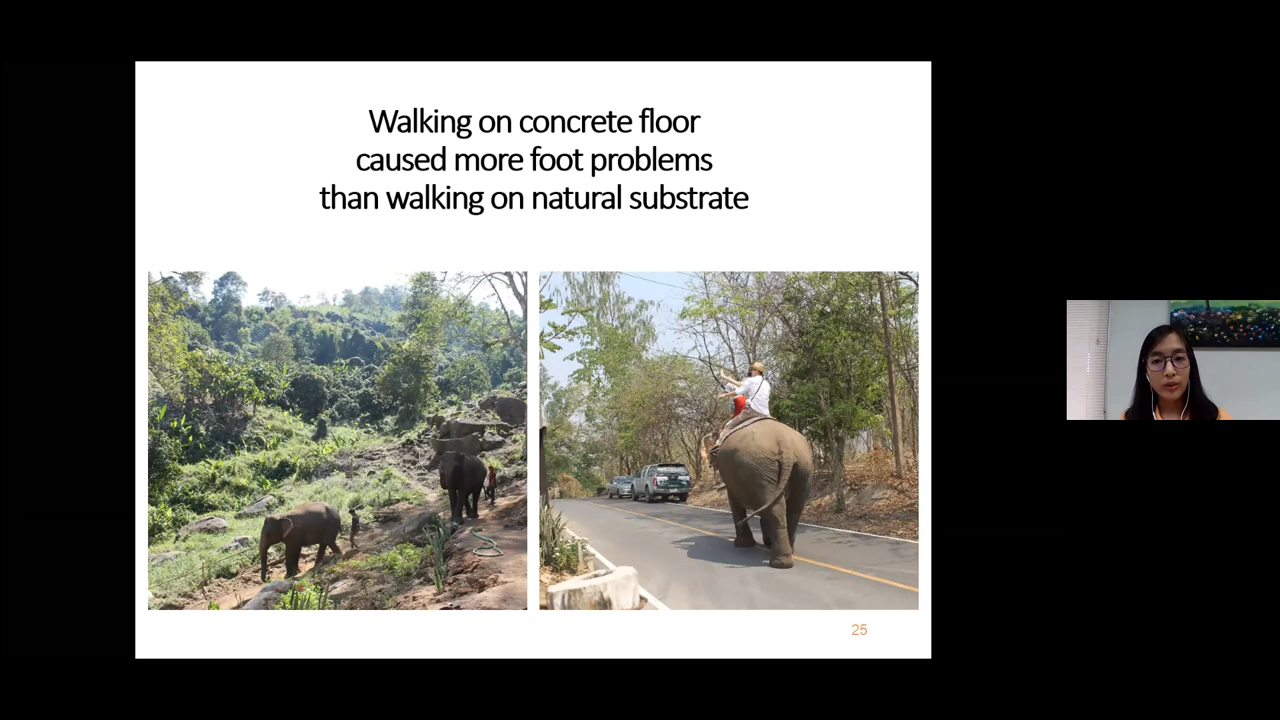 Walking on concrete floor
caused more foot problems
than walking on natural substrate
25